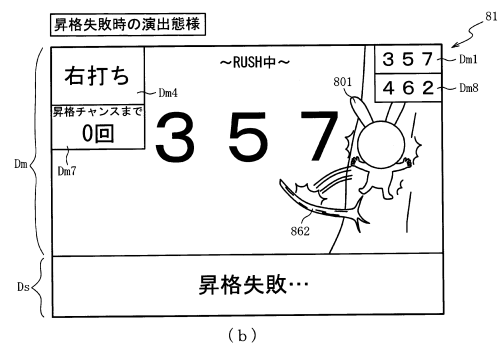 昇格失敗時の演出態様
81
右打ち
～RUSH中～
３５７
Dm1
４６２
Dm8
Dm4
801
昇格チャンスまで
0回
３５７
Dm
Dm7
862
Ds
昇格失敗…
(b)